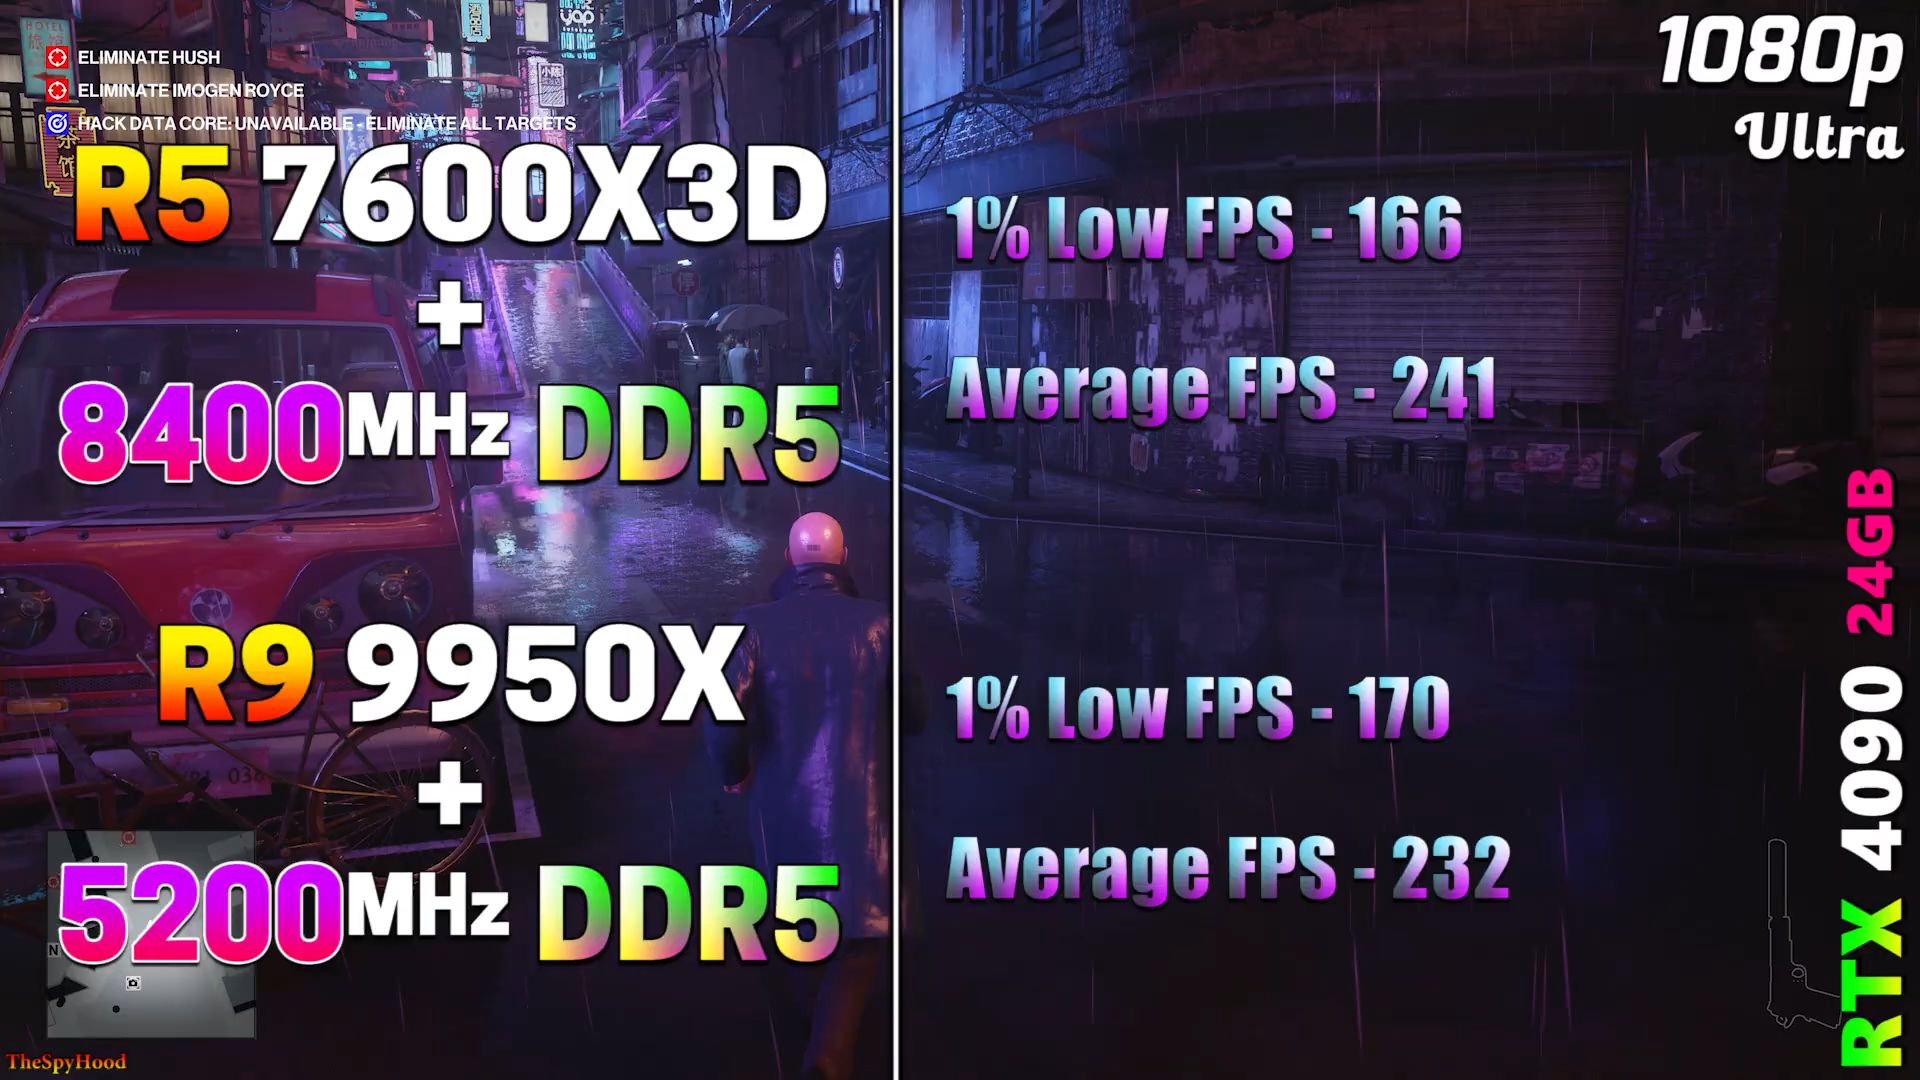 ELIMINATE HUSH
ELIMINATE IMOGEN ROYCE
HACK DATA CORE: UNAVAILABLE - ELIMINATE ALL TARGETS
1080p
Ultra
R5 7600X3D
+
8400MHz DDR5
1% Low FPS - 166
Average FPS - 241
R9 9950X
+
5200MHz DDR5
1% Low FPS - 170
Average FPS - 232
RTX 4090 24GB
N
TheSpyHood